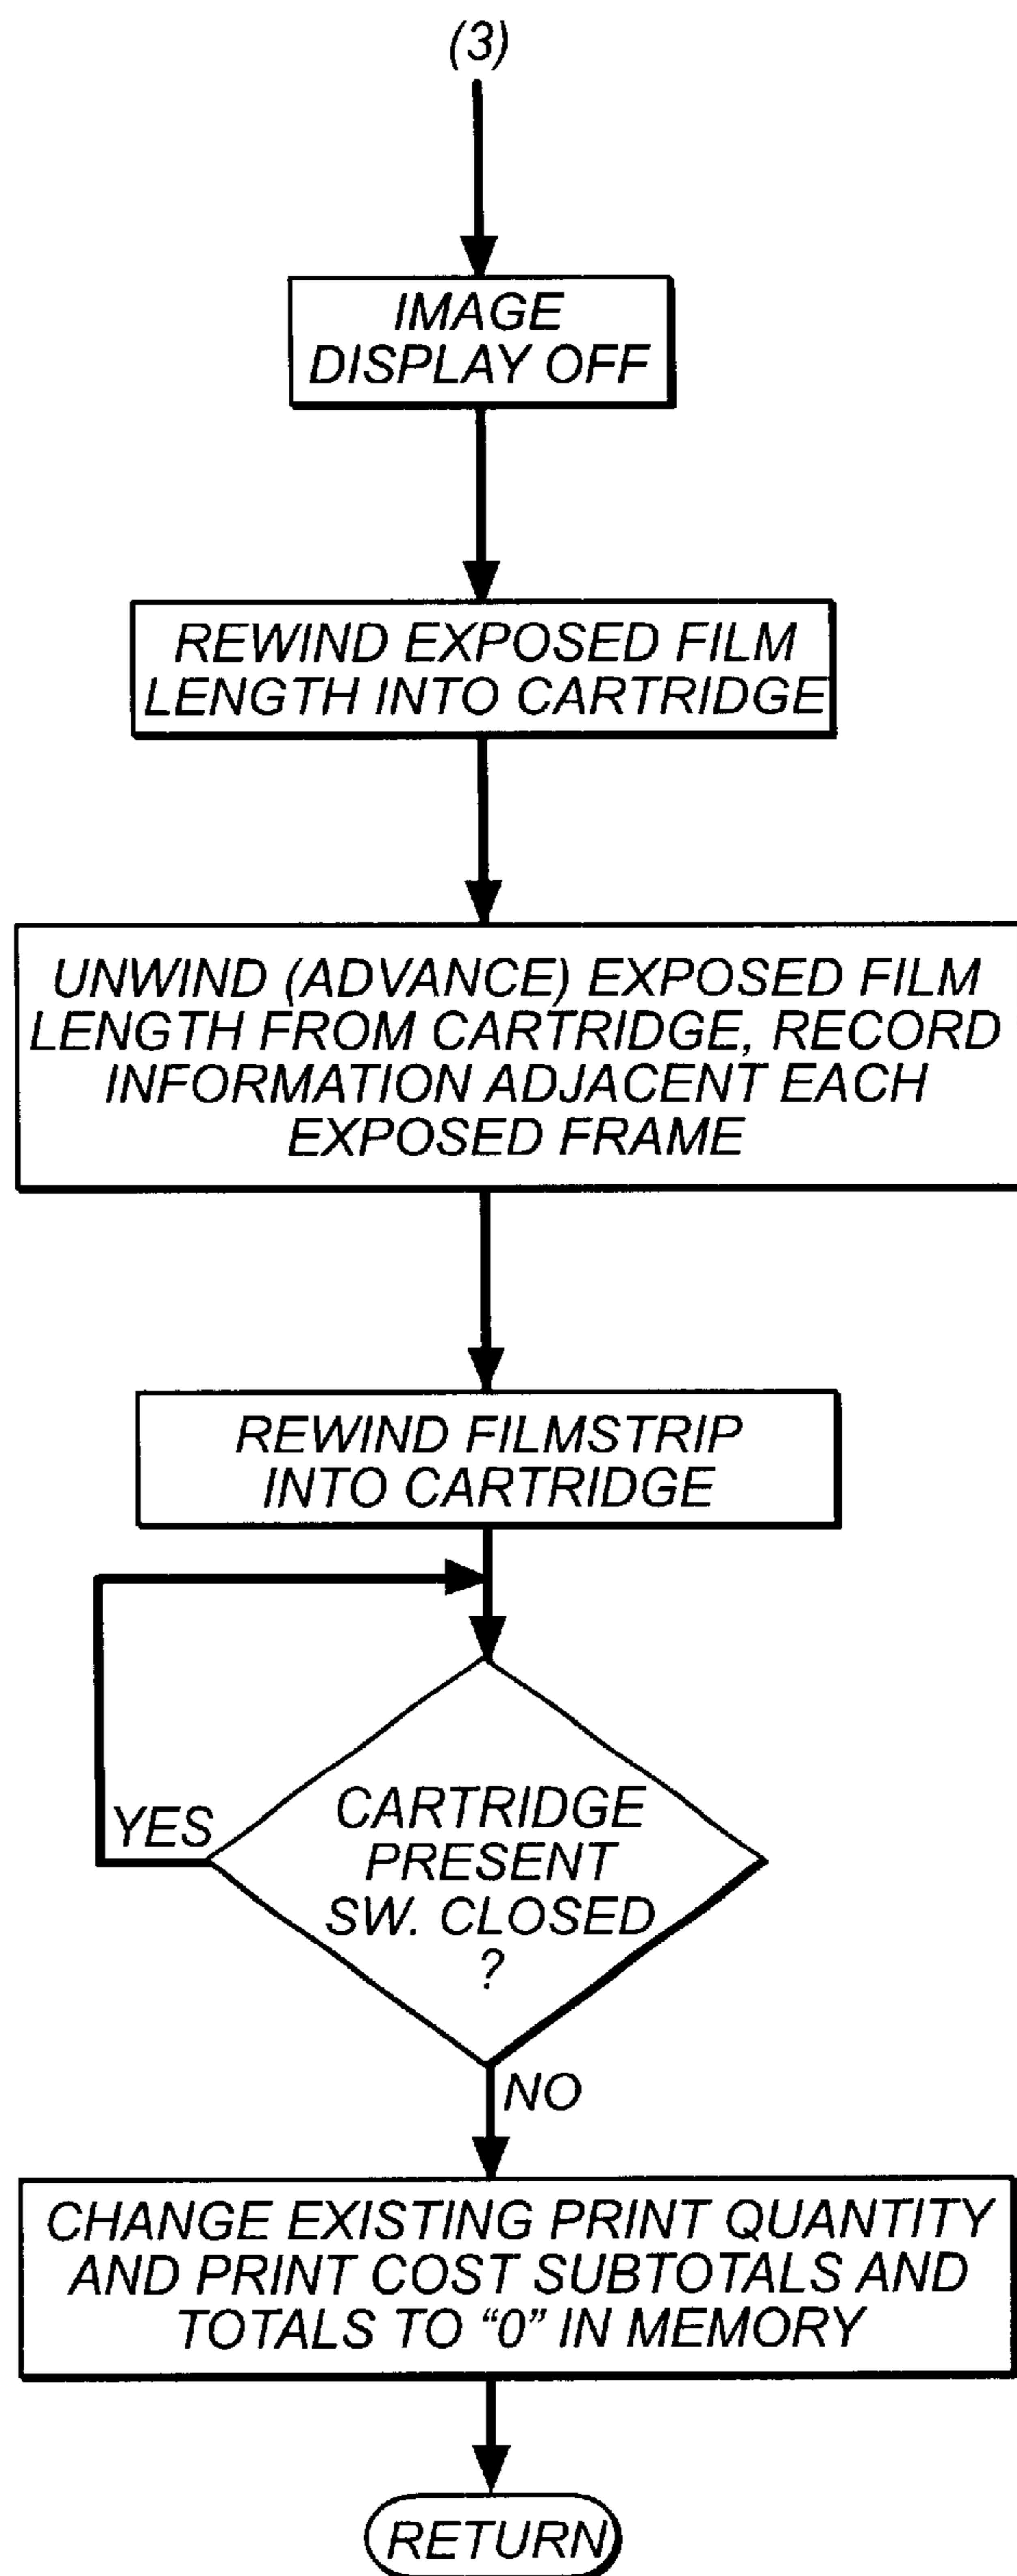 (3)
IMAGE
DISPLAY OFF
REWIND EXPOSED FILM
LENGTH INTO CARTRIDGE
UNWIND (ADVANCE) EXPOSED FILM
LENGTH FROM CARTRIDGE, RECORD
INFORMATION ADJACENT EACH
EXPOSED FRAME
REWIND FILMSTRIP
INTO CARTRIDGE
YES
CARTRIDGE
PRESENT
SW. CLOSED
?
NO
CHANGE EXISTING PRINT QUANTITY
AND PRINT COST SUBTOTALS AND
TOTALS TO “0” IN MEMORY
RETURN